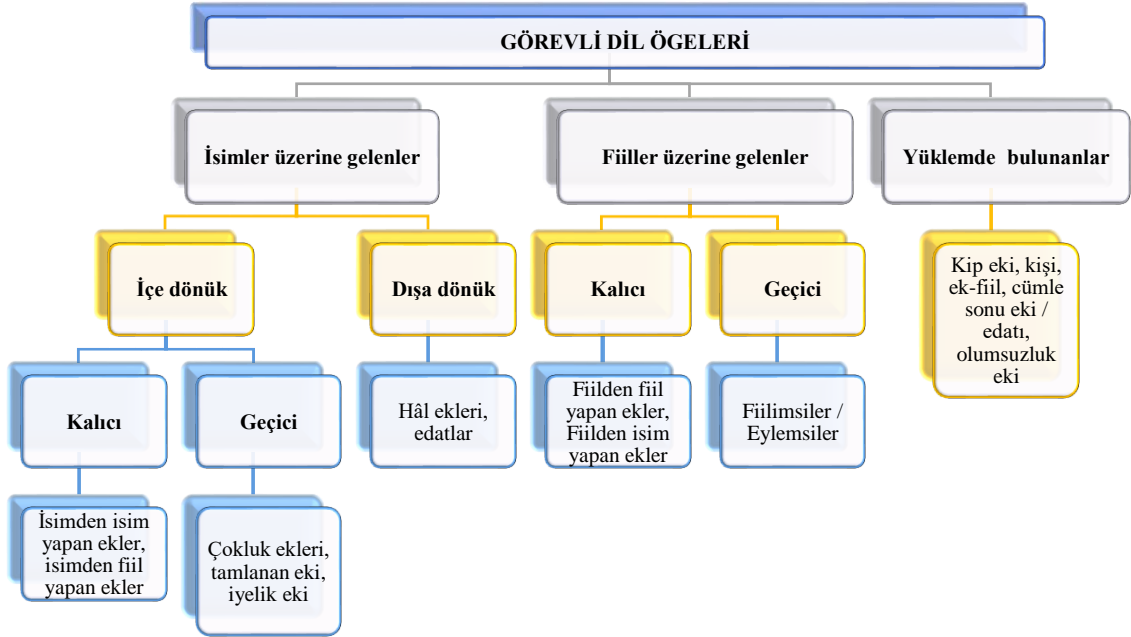 GÖREVLİ DİL ÖGELERİ
İsimler üzerine gelenler
Fiiller üzerine gelenler
Yüklemde bulunanlar
İçe dönük
Dışa dönük
Kalıcı
Geçici
Kip eki, kişi,
ek-fiil, cümle
sonu eki /
edatı,
olumsuzluk
eki
Kalıcı
Geçici
Hâl ekleri,
edatlar
Fiilden fiil
yapan ekler,
Fiilden isim
yapan ekler
Fiilimsiler /
Eylemsiler
İsimden isim
yapan ekler,
isimden fiil
yapan ekler
Çokluk ekleri,
tamlanan eki,
iyelik eki